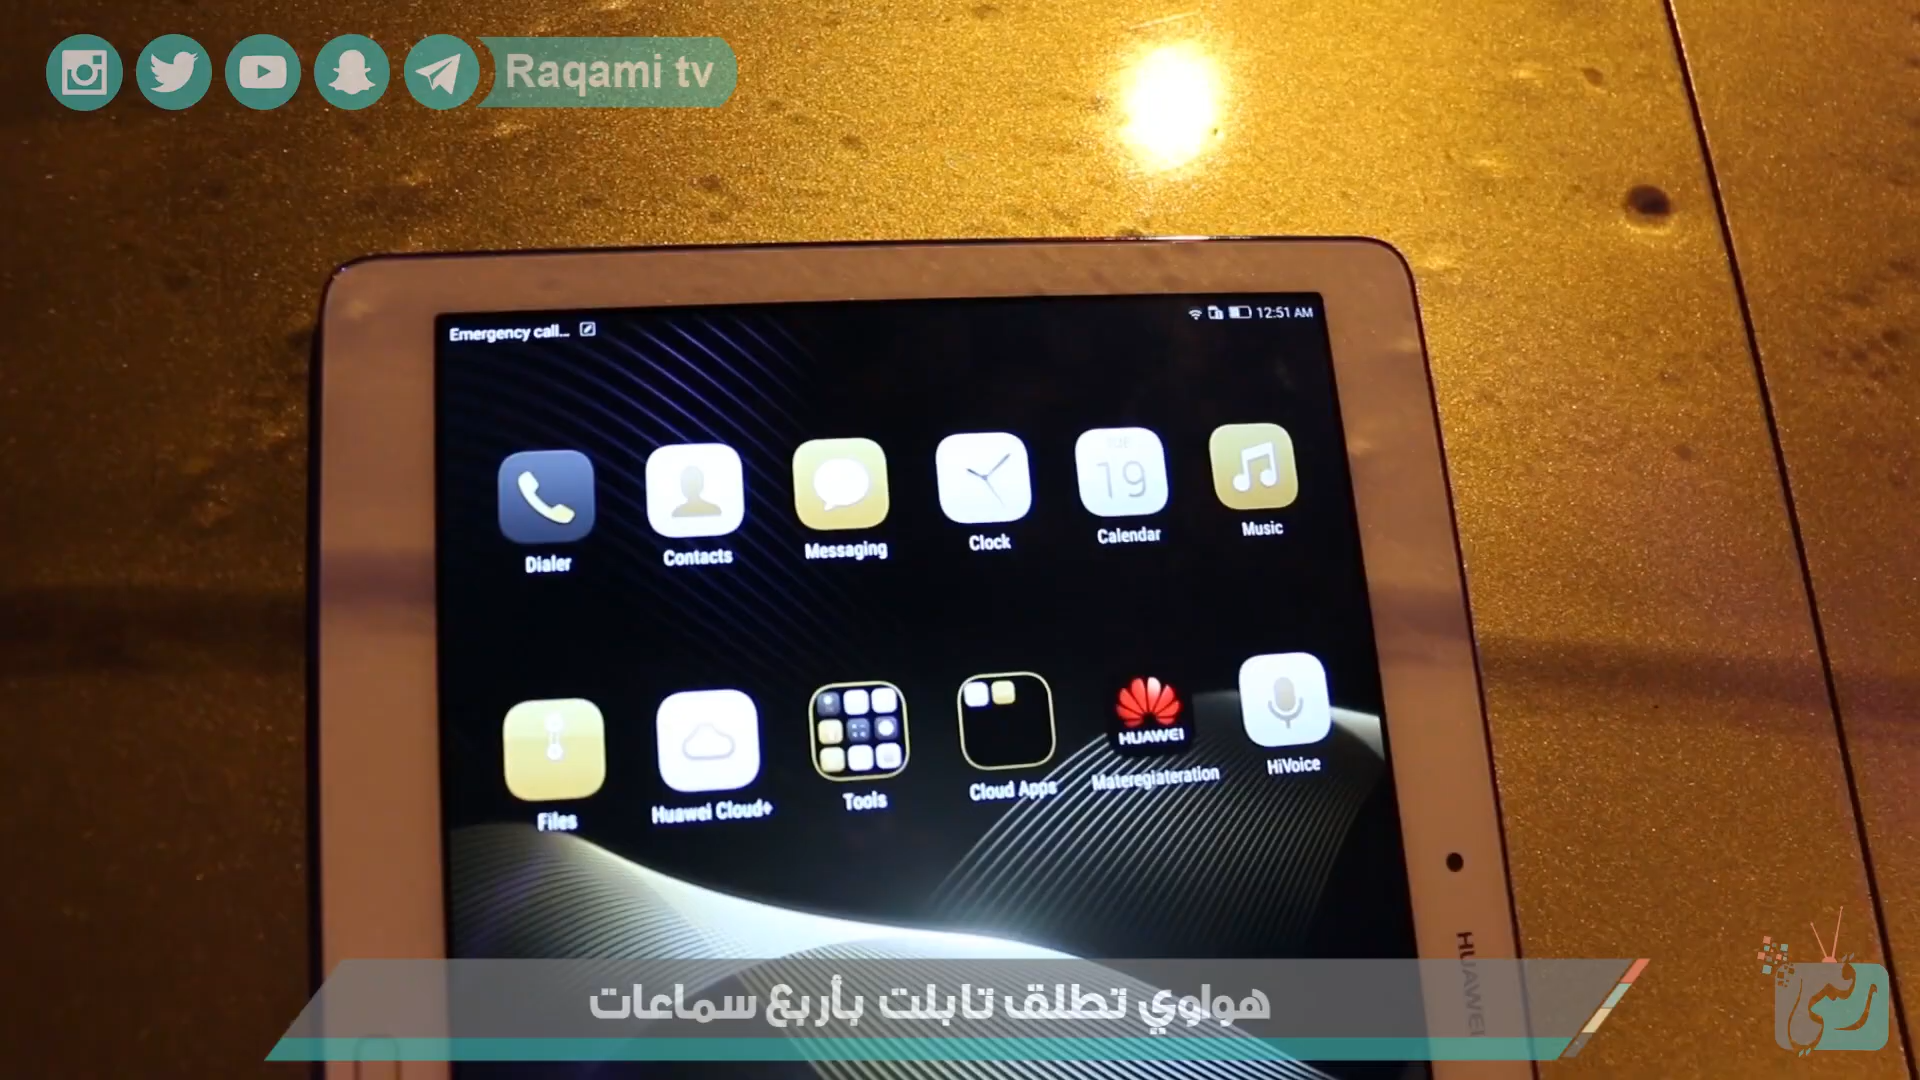 Raqami tv
Emergency call...
12:51 AM
Dialer
Contacts
Messaging
Clock
19
Calendar
Music
Files
Huawei Cloud+
Tools
Cloud Apps
HUAWEI
Materegiateration
HiVoice
HUAWEI
هواوي تطلق تابلت بأربع سماعات
رقمي